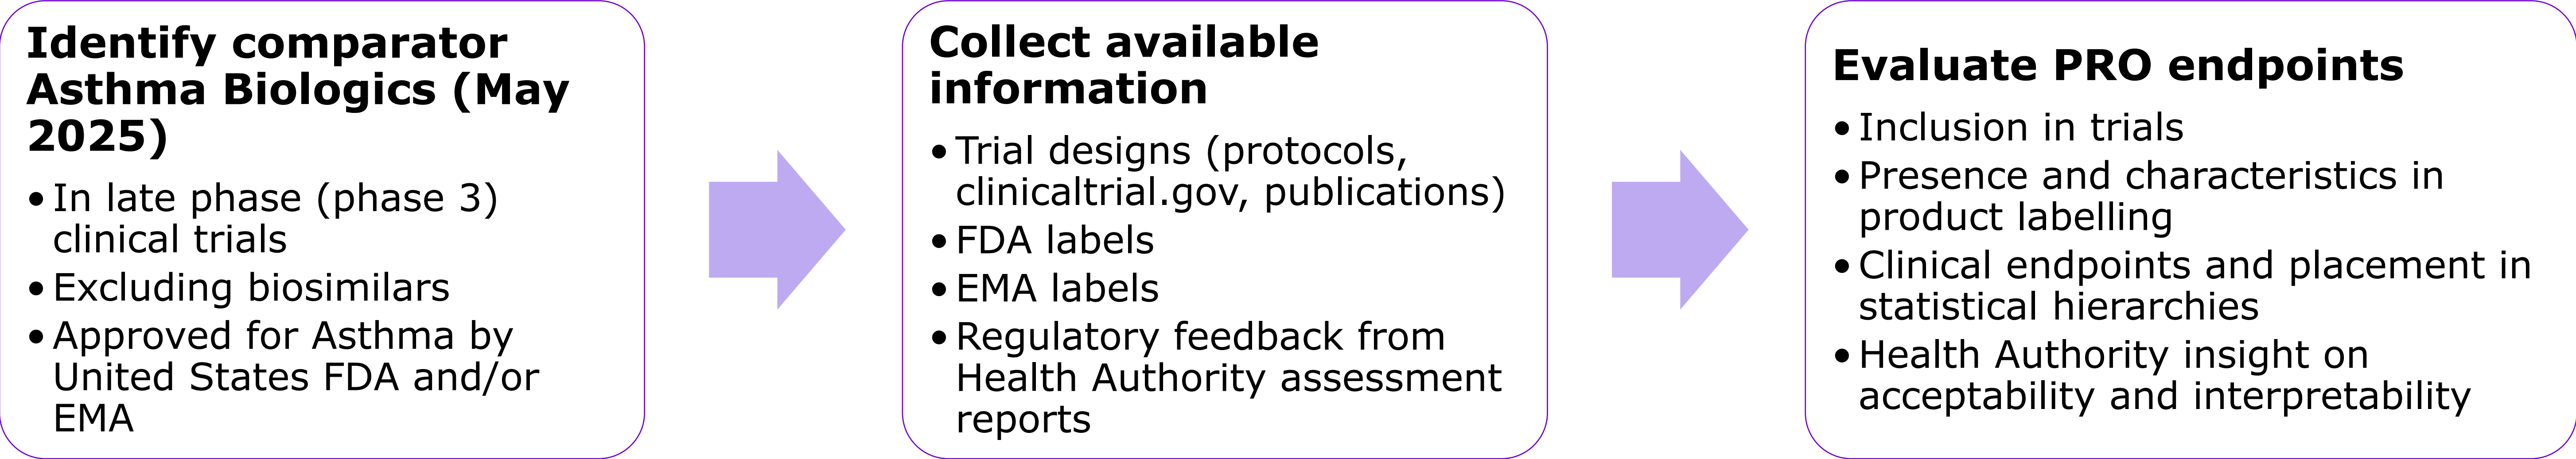 Identify comparator
Asthma Biologics (May
2025)
• In late phase (phase 3)
clinical trials
• Excluding biosimilars
• Approved for Asthma by
United States FDA and/or
EMA
Collect available
information
• Trial designs (protocols,
clinicaltrial.gov, publications)
• FDA labels
• EMA labels
• Regulatory feedback from
Health Authority assessment
reports
Evaluate PRO endpoints
• Inclusion in trials
• Presence and characteristics in
product labelling
• Clinical endpoints and placement in
statistical hierarchies
• Health Authority insight on
acceptability and interpretability